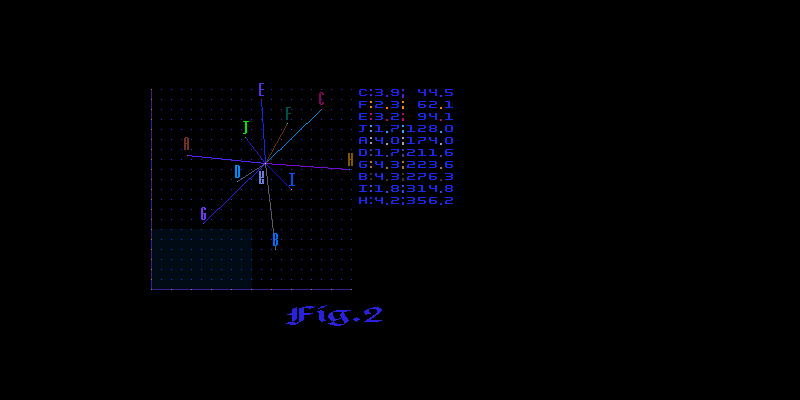 E
C
F
J
A
H
D
I
G
B
C:3.9; 44.5
F:2.3; 62.1
E:3.2; 94.1
J:1.7;128.0
A:4.0;174.0
D:1.7;211.6
G:4.3;223.6
B:4.3;276.3
I:1.8;314.8
H:4.2;356.2
Fig.2